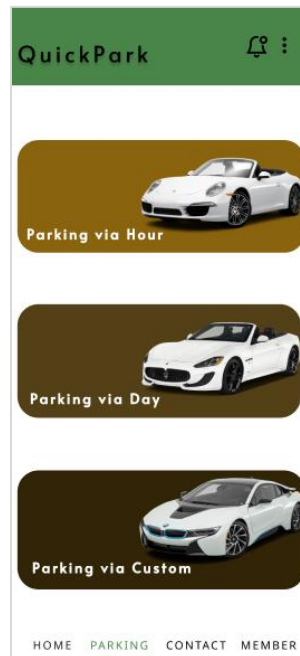 QuickPark
Parking via Hour
Parking via Day
Parking via Custom
HOME PARKING CONTACT MEMBER